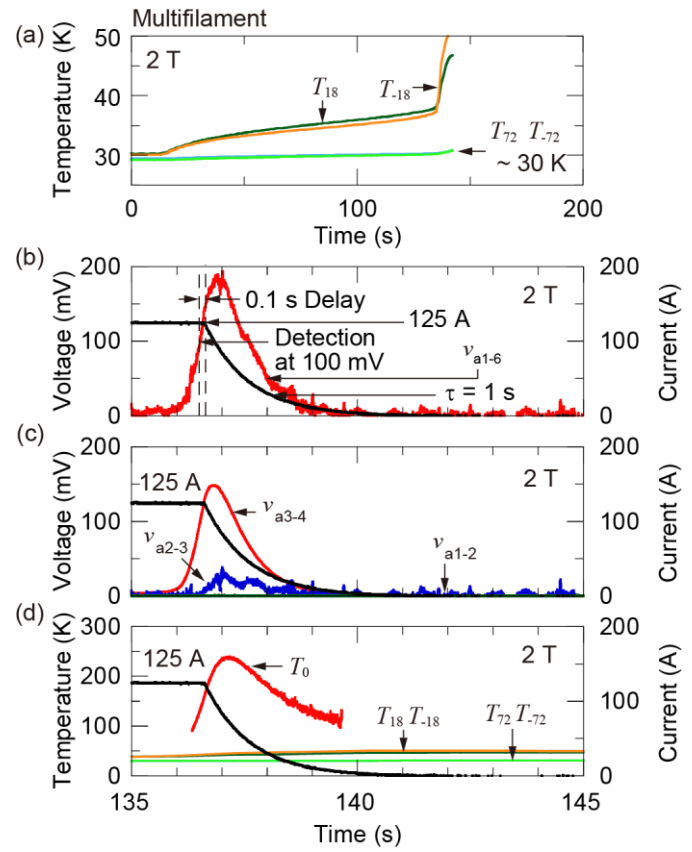 Multifilament
(a)
50
40
30
Temperature (K)
2 T
T18
T-18
T72 T-72
~ 30 K
0
100
200
Time (s)
(b)
200
100
0
Voltage (mV)
200
100
0
Current (A)
2 T
0.1 s Delay
125 A
Detection
at 100 mV
va1-6
τ = 1 s
(c)
200
100
0
Voltage (mV)
200
100
0
Current (A)
125 A
2 T
va3-4
va2-3
va1-2
(d)
300
200
100
0
Temperature (K)
200
100
0
Current (A)
125 A
2 T
T0
T18 T-18
T72 T-72
135
140
145
Time (s)